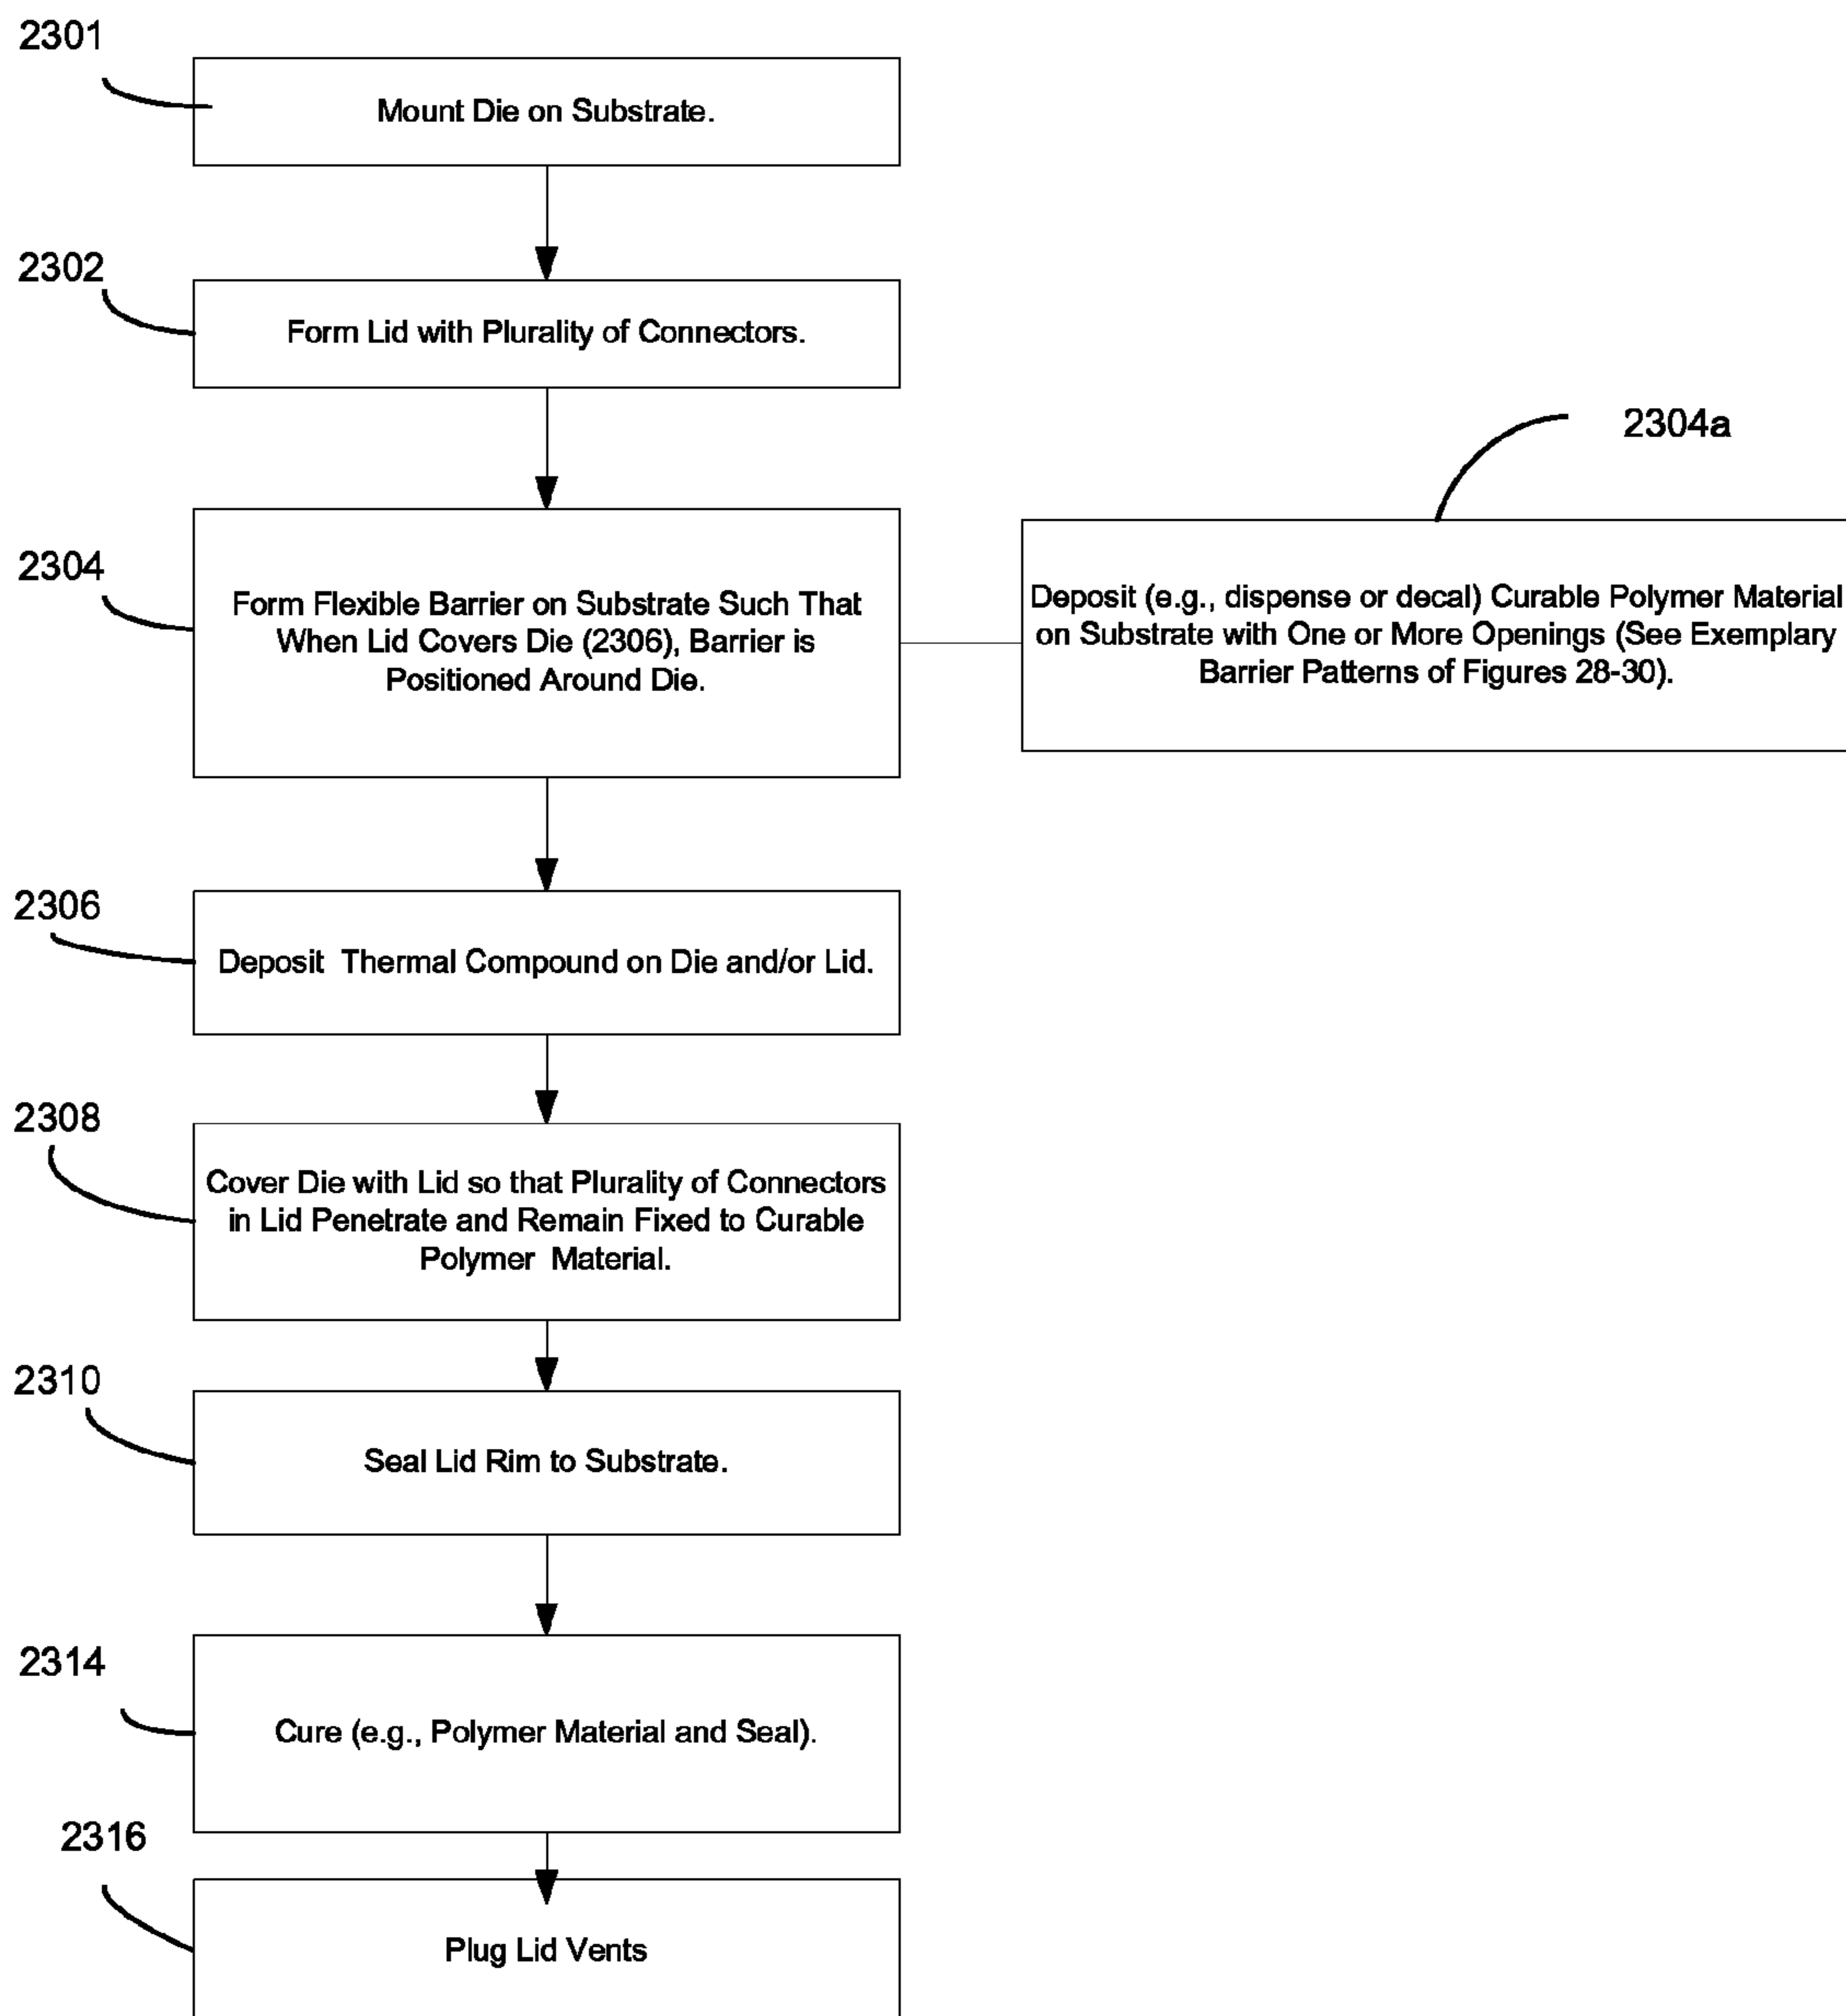 2301
Mount Die on Substrate.
2302
Form Lid with Plurality of Connectors.
2304
Form Flexible Barrier on Substrate Such That
When Lid Covers Die (2306), Barrier is
Positioned Around Die.
2304a
Deposit (e.g., dispense or decal) Curable Polymer Material
on Substrate with One or More Openings (See Exemplary
Barrier Patterns of Figures 28-30).
2306
Deposit Thermal Compound on Die and/or Lid.
2308
Cover Die with Lid so that Plurality of Connectors
in Lid Penetrate and Remain Fixed to Curable
Polymer Material.
2310
Seal Lid Rim to Substrate.
2314
Cure (e.g., Polymer Material and Seal).
2316
Plug Lid Vents